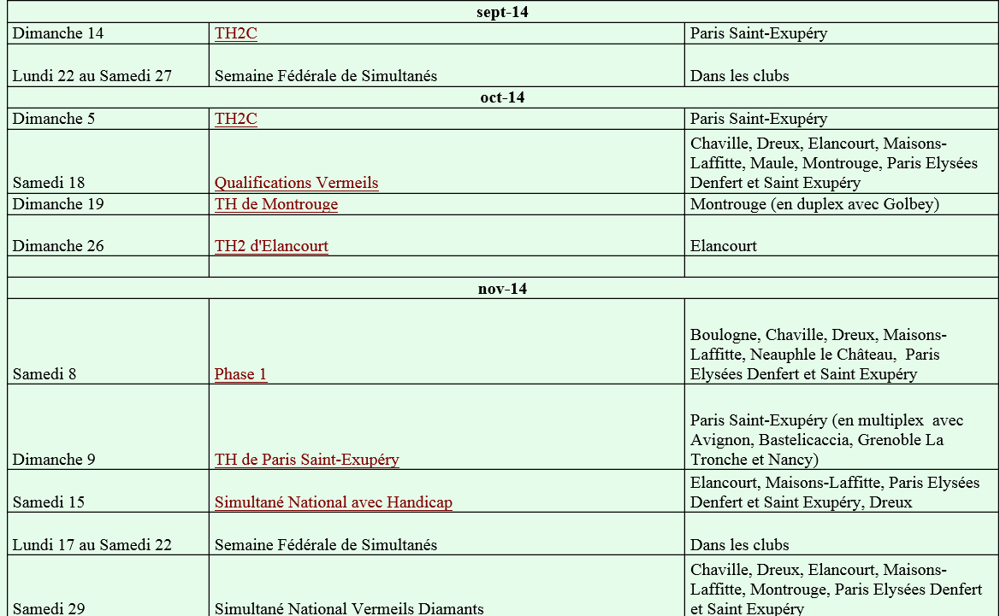 sept-14
Dimanche 14 TH2C Paris Saint-Exupéry
Lundi 22 au Samedi 27 Semaine Fédérale de Simultanés Dans les clubs
oct-14
Dimanche 5 TH2C Paris Saint-Exupéry
Chaville, Dreux, Elancourt, Maisons-
Laffitte, Maule, Montrouge, Paris Elysées
Samedi 18 Qualifications Vermeils Denfert et Saint Exupéry
Dimanche 19 TH de Montrouge Montrouge (en duplex avec Golbey)
Dimanche 26 TH2 d'Elancourt Elancourt
nov-14
Boulogne, Chaville, Dreux, Maisons-
Laffitte, Neauphle le Château, Paris
Samedi 8 Phase 1 Elysées Denfert et Saint Exupéry
Paris Saint-Exupéry (en multiplex avec
Avignon, Bastelicaccia, Grenoble La
Dimanche 9 TH de Paris Saint-Exupéry Tronche et Nancy)
Elancourt, Maisons-Laffitte, Paris Elysées
Samedi 15 Simultané National avec Handicap Denfert et Saint Exupéry, Dreux
Lundi 17 au Samedi 22 Semaine Fédérale de Simultanés Dans les clubs
Chaville, Dreux, Elancourt, Maisons-
Laffitte, Montrouge, Paris Elysées Denfert
Samedi 29 Simultané National Vermeils Diamants et Saint Exupéry